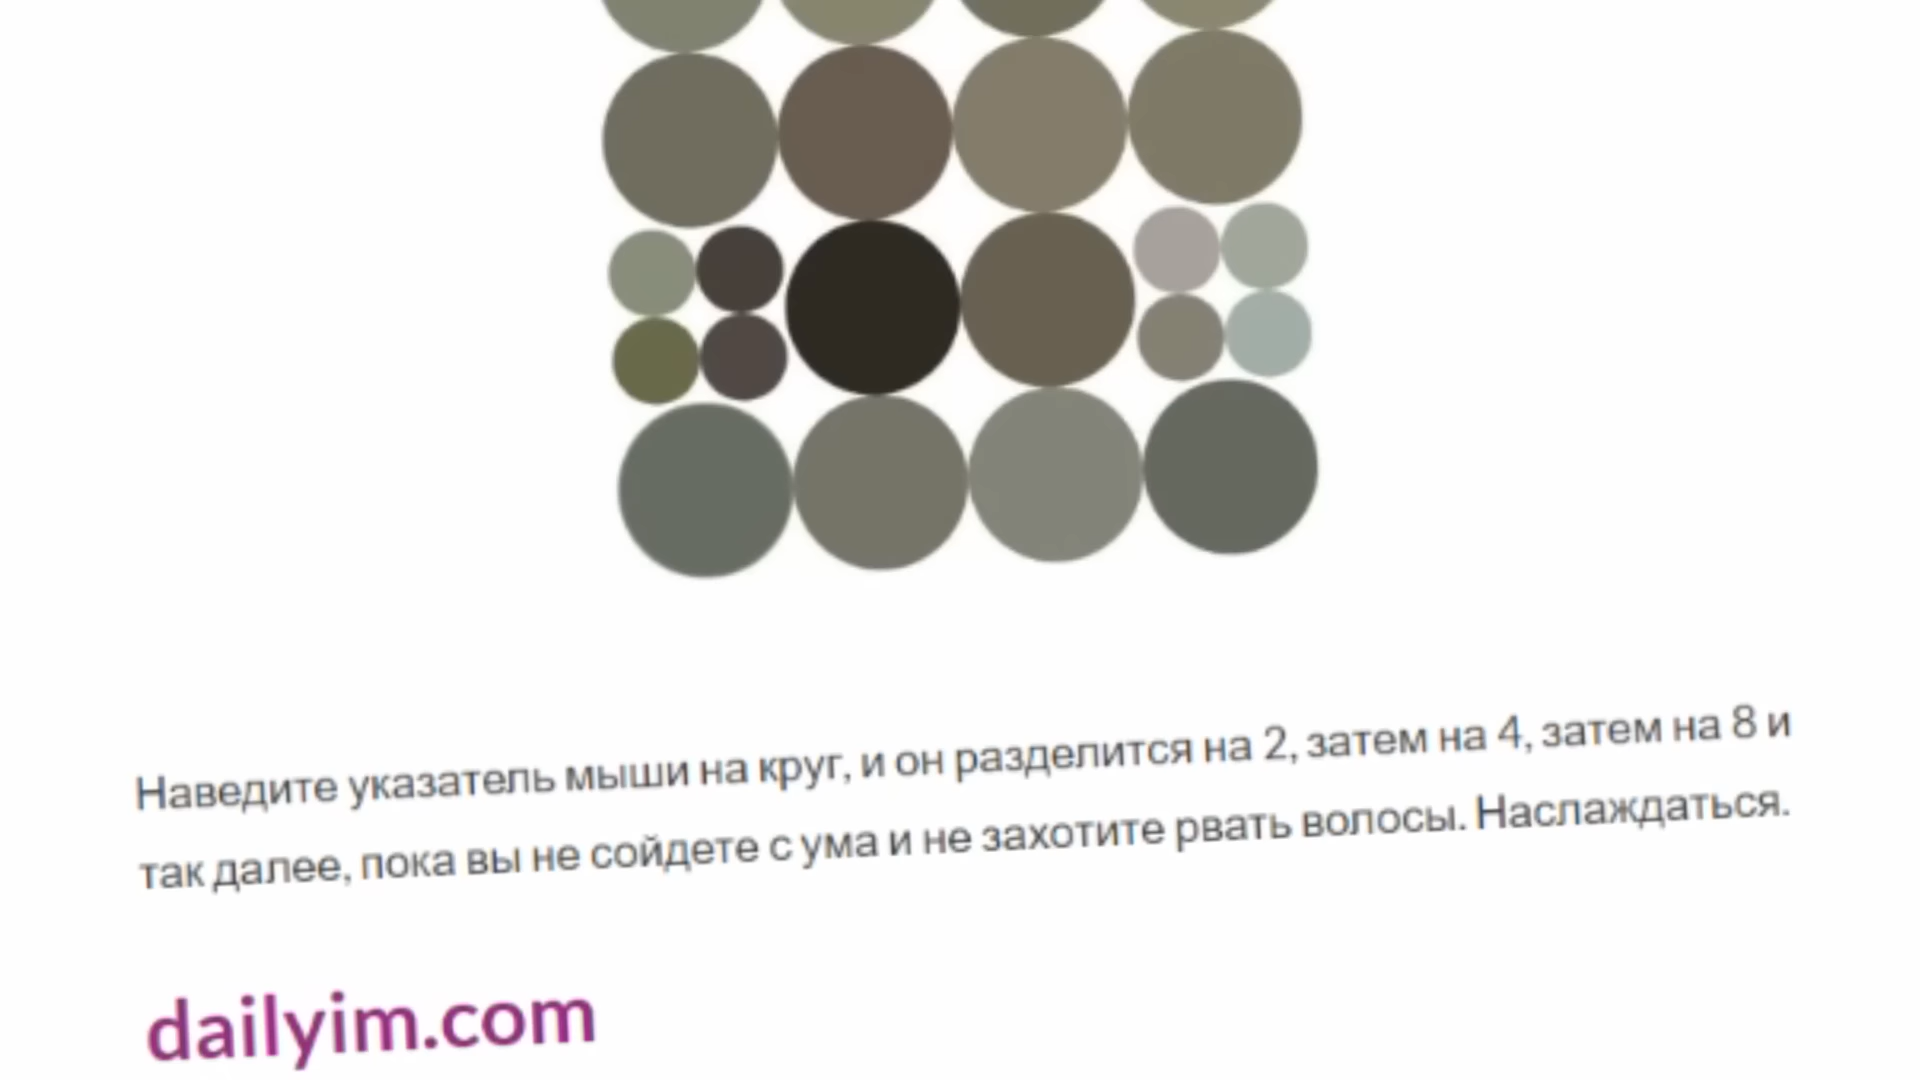 Наведите указатель мыши на круг, и он разделится на 2, затем на 4, затем на 8 и
так далее, пока вы не сойдете с ума и не захотите рвать волосы. Наслаждаться.
dailyim.com